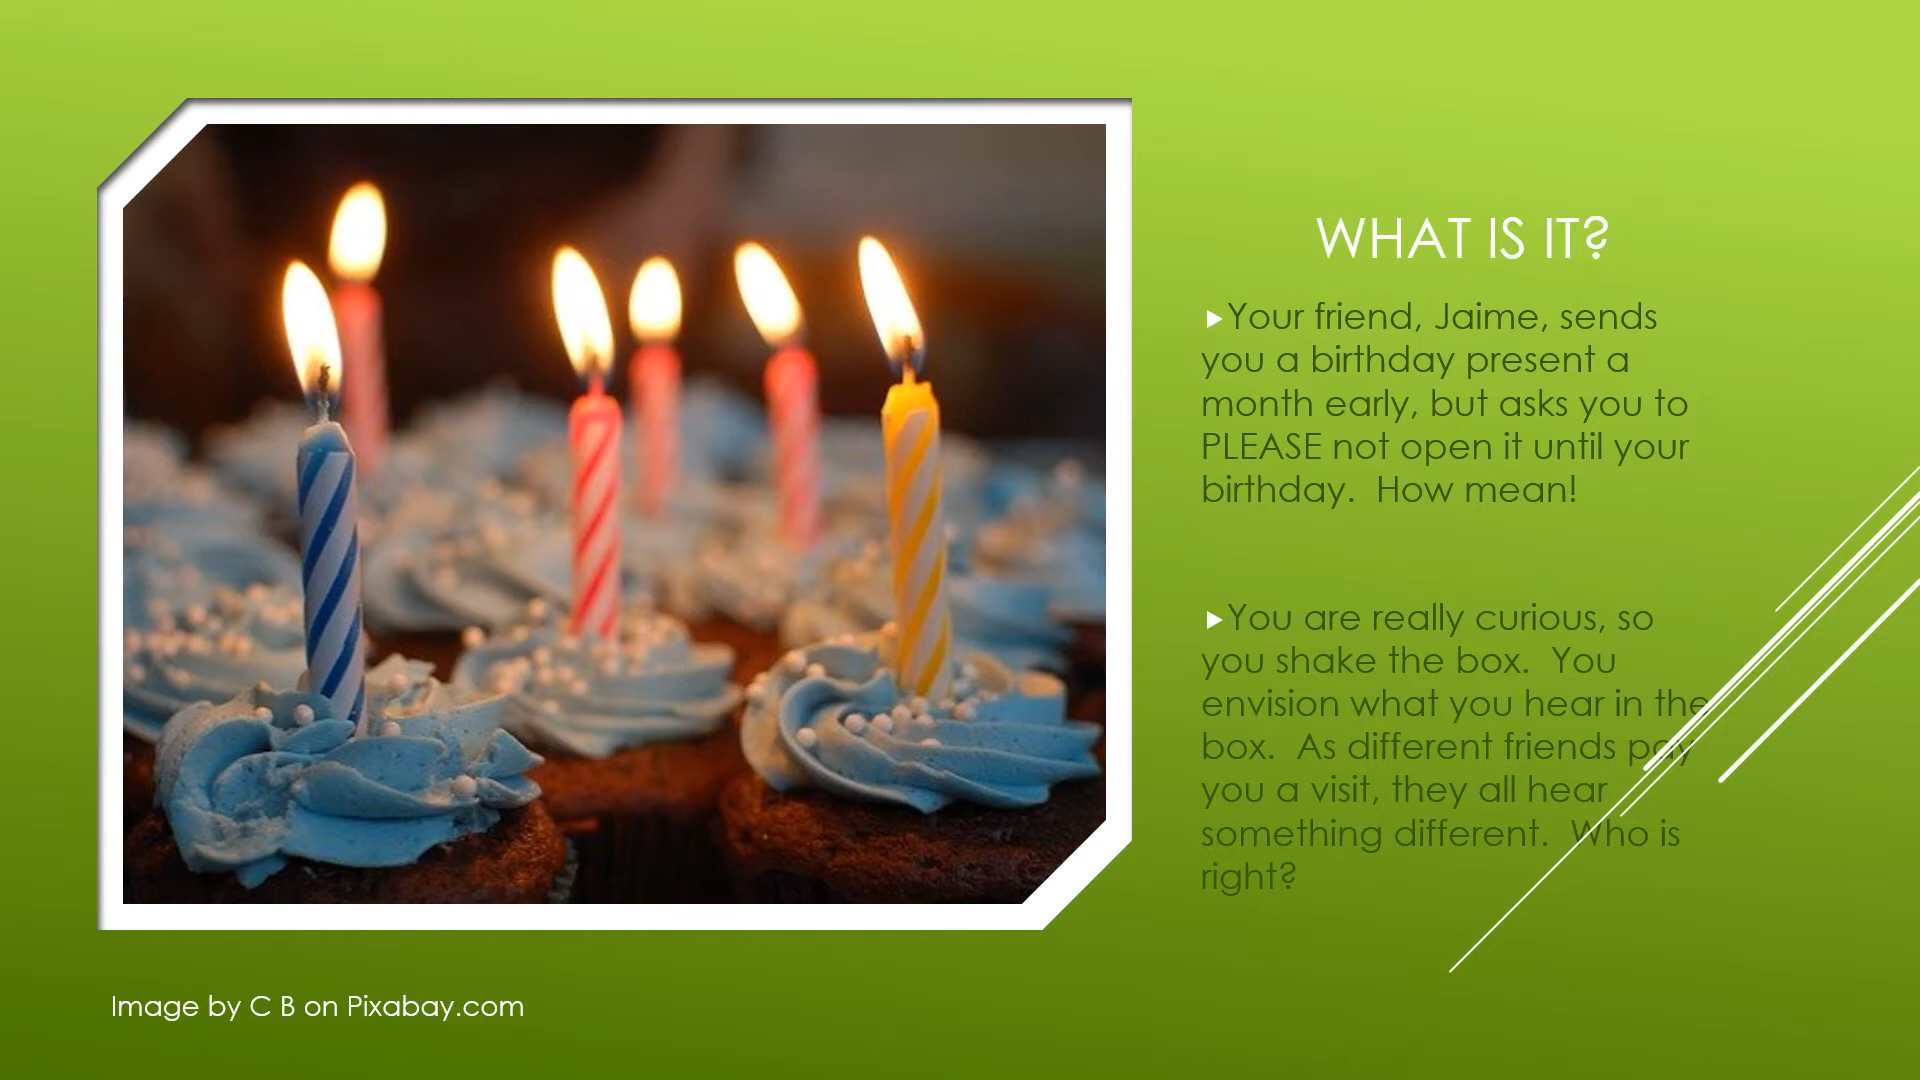 WHAT IS IT?
Your friend, Jaime, sends
you a birthday present a
month early, but asks you to
PLEASE not open it until your
birthday.  How mean!
You are really curious, so
you shake the box.  You
envision what you hear in the
box.  As different friends pay
you a visit, they all hear
something different.  Who is
right?
Image by C B on Pixabay.com